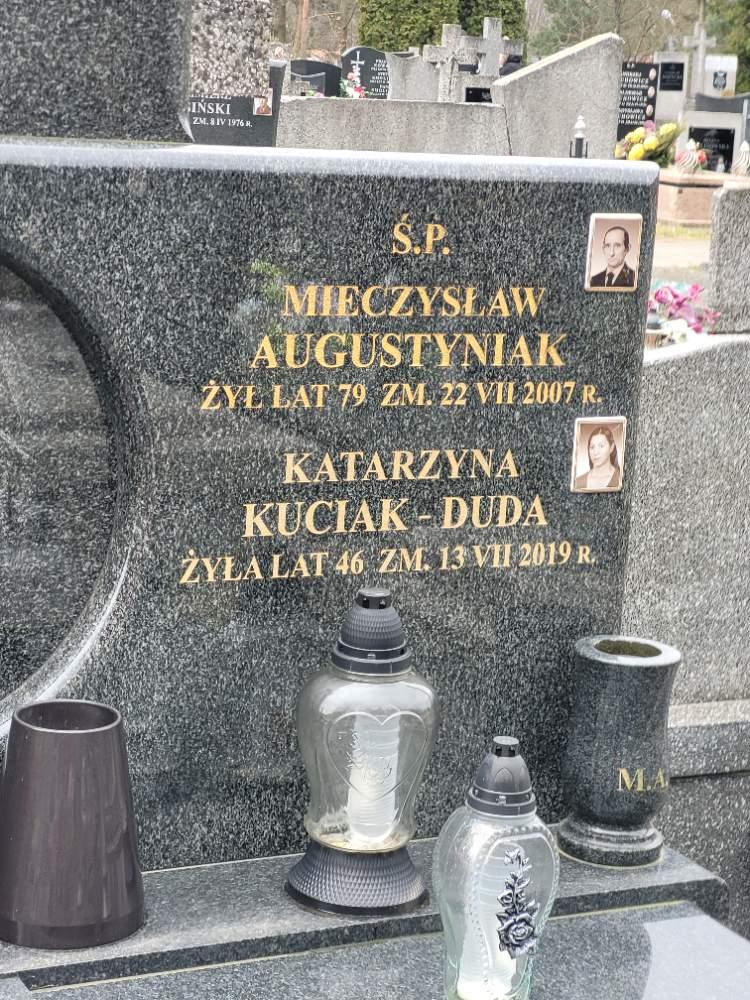 SIŃSKI
ZM. 8 IV 1976 R.
Ś.P.
MIECZYSŁAW
AUGUSTYNIAK
ŻYŁ LAT 79 ZM. 22 VII 2007 R.
KATARZYNA
KUCIAK - DUDA
ŻYŁA LAT 46 ZM. 13 VII 2019 R.
M.A.